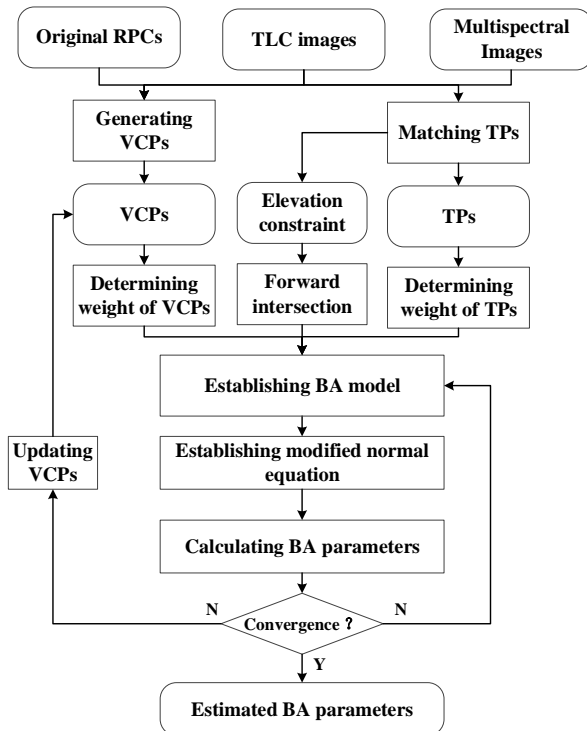 Original RPCs
TLC images
Multispectral
Images
Generating
VCPs
Matching TPs
VCPs
Elevation
constraint
TPs
Determining
weight of VCPs
Forward
intersection
Determining
weight of TPs
Establishing BA model
Updating
VCPs
Establishing modified normal
equation
Calculating BA parameters
N
Convergence？
N
Y
Estimated BA parameters